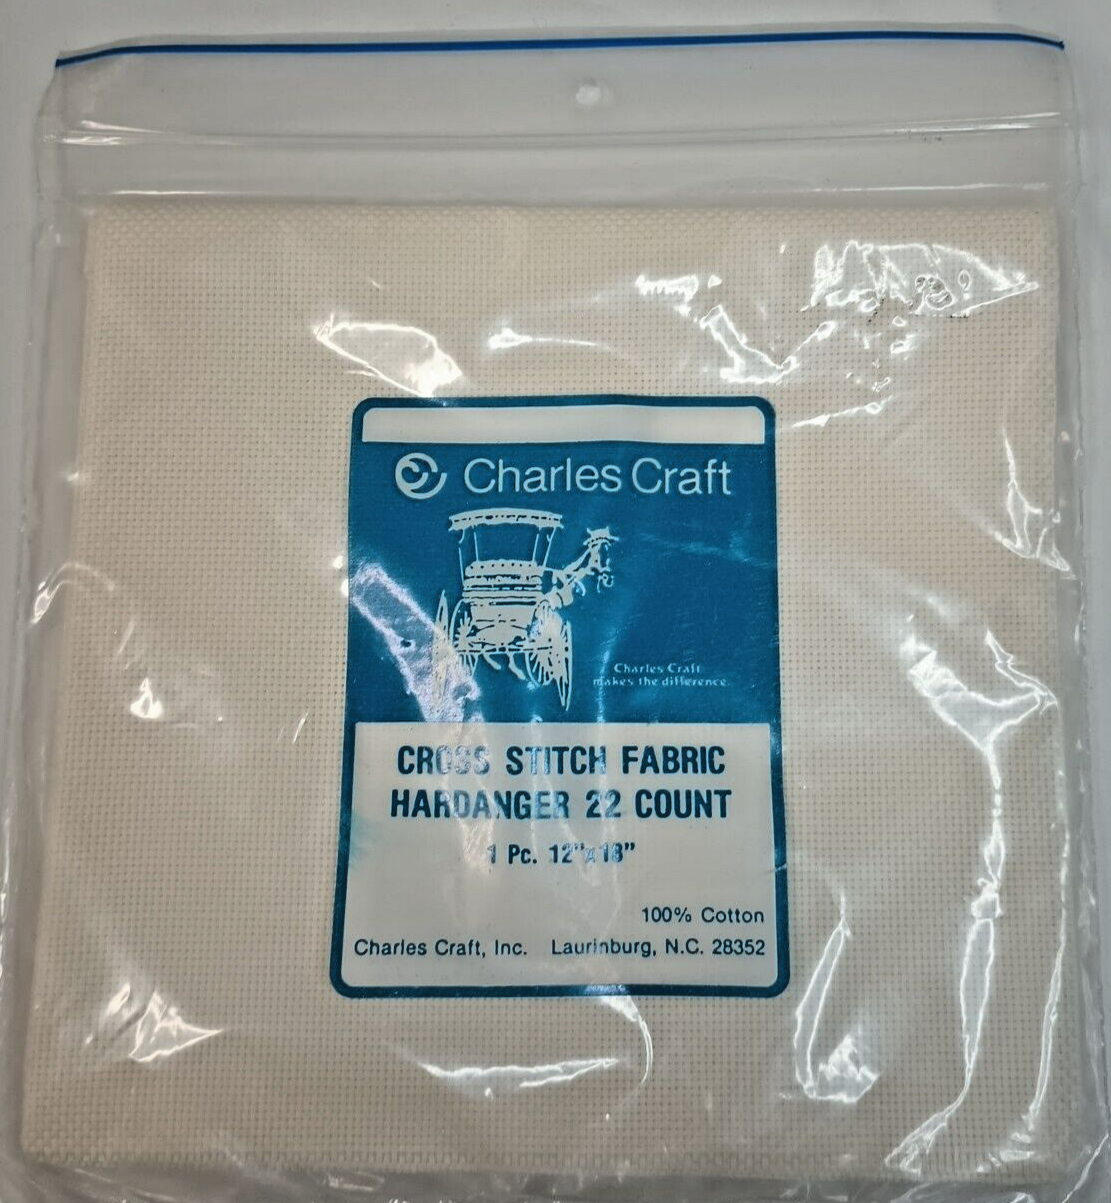 Charles Craft
Charles Craft
makes the difference.
CROSS STITCH FABRIC
HARDANGER 22 COUNT
1 Pc. 12"x18"
100% Cotton
Charles Craft, Inc. Laurinburg, N.C. 28352